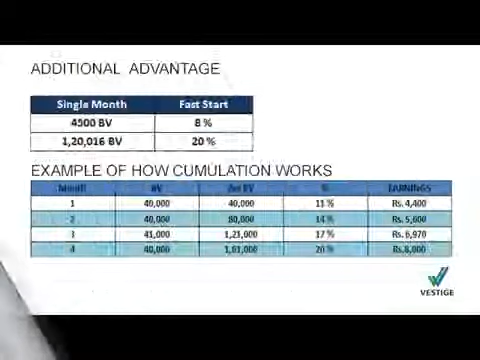 ADDITIONAL ADVANTAGE
Single Month Fast Start
4500 BV 8 %
1,20,016 BV 20 %
EXAMPLE OF HOW CUMULATION WORKS
Month BV % EARNINGS
1 40,000 40,000 11 % Rs. 4,400
2 40,000 80,000 14 % Rs. 5,600
3 41,000 1,21,000 17 % Rs. 6,970
4 40,000 1,61,000 20 % Rs.8,000
VESTIGE